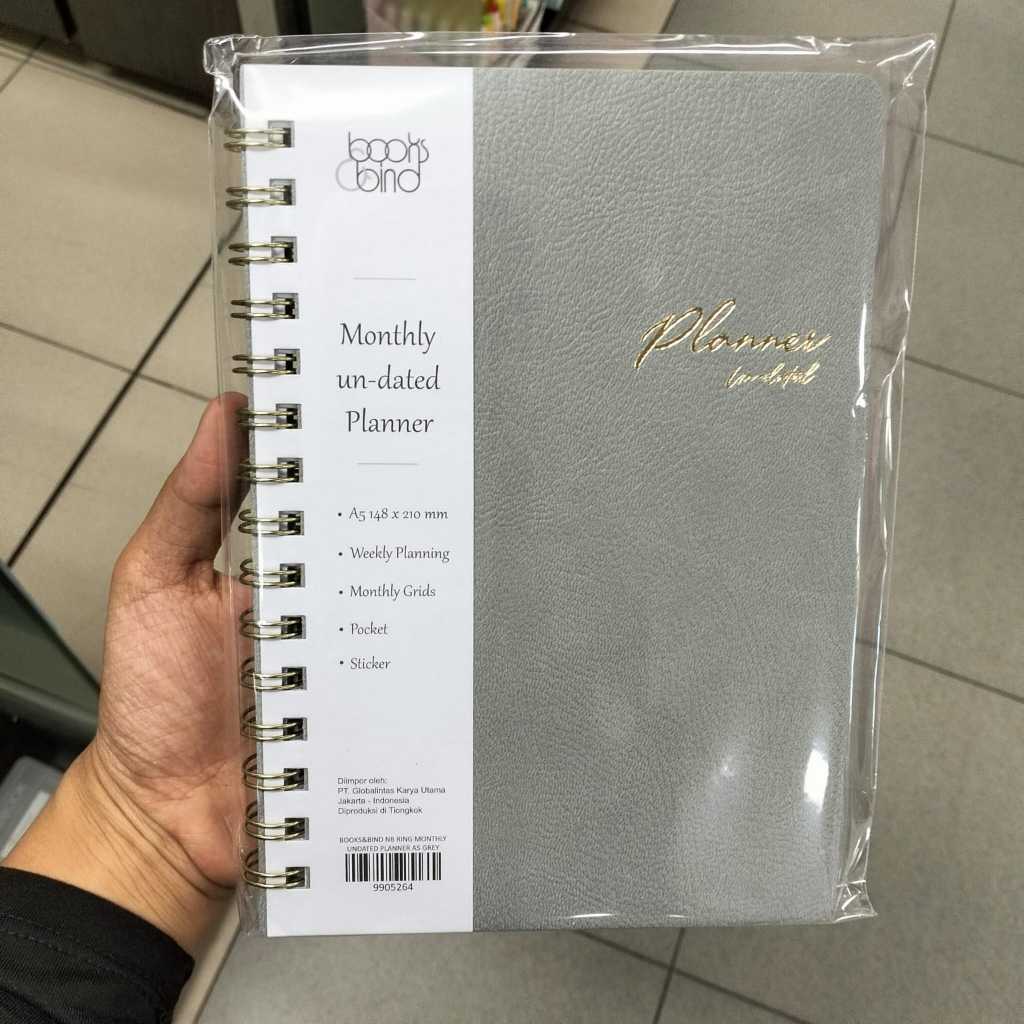 books
& bind
Monthly
un-dated
Planner
• A5 148 x 210 mm
• Weekly Planning
• Monthly Grids
• Pocket
• Sticker
Diimpor oleh:
PT. Globalintas Karya Utama
Jakarta - Indonesia
Diproduksi di Tiongkok
BOOKS&BIND NB RING MONTHLY
UNDATED PLANNER A5 GREY
9905264
Planner
Undated